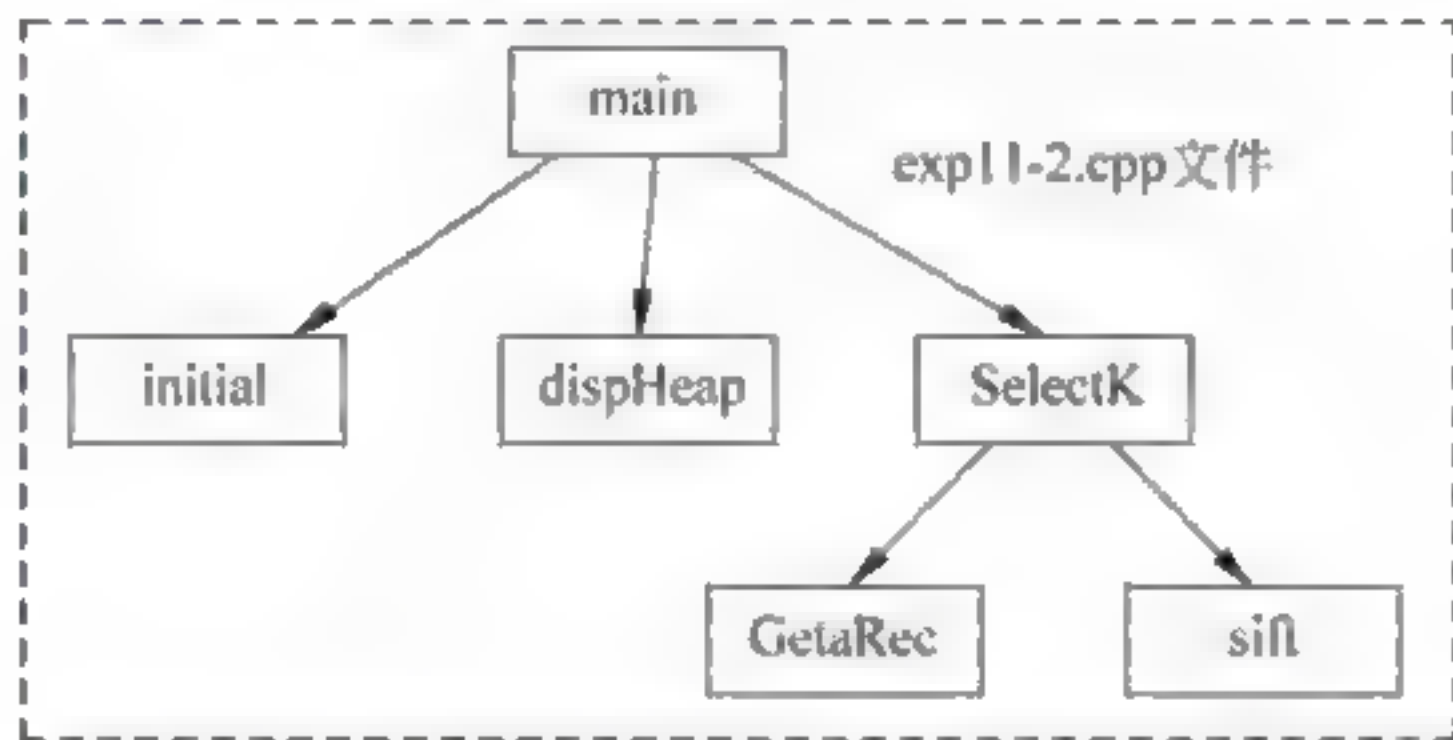 main
exp11-2.cpp文件
initial
dispHeap
SelectK
GetaRec
sift